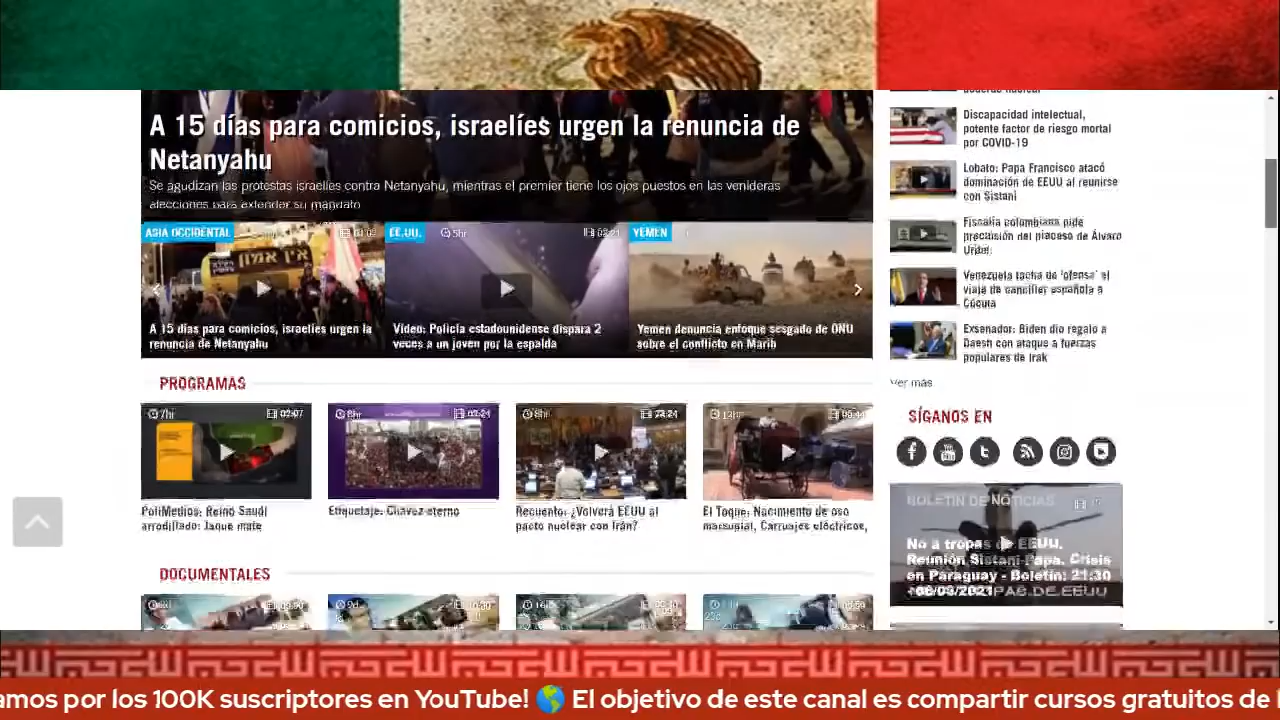 A 15 días para comicios, israelíes urgen la renuncia de
Netanyahu
Se agudizan las protestas israelíes contra Netanyahu, mientras el premier tiene los ojos puestos en las venideras
elecciones para extender su mandato
ASIA OCCIDENTAL
A 15 días para comicios, israelíes urgen la
renuncia de Netanyahu
EE.UU.
5hr
Vídeo: Policía estadounidense dispara 2
veces a un joven por la espalda
YEMEN
Yemen denuncia enfoque sesgado de ONU
sobre el conflicto en Marib
PROGRAMAS
7hr
02:07
PoliMedios: Reino Saudí
arrodillado: Jaque mate
8hr
03:24
Etiquetaje: Chávez eterno
8hr
23:24
Recuento: ¿Volverá EEUU al
pacto nuclear con Irán?
El Toque: Nacimiento de oso
marsupial, Carruajes eléctricos,
DOCUMENTALES
9d
Discapacidad intelectual,
potente factor de riesgo mortal
por COVID-19
Lobato: Papa Francisco atacó
dominación de EEUU al reunirse
con Sistani
Fiscalía colombiana pide
preclusión del proceso de Álvaro
Uribe
Venezuela tacha de 'ofensa' el
viaje de canciller española a
Cúcuta
Exsenador: Biden dio regalo a
Daesh con ataque a fuerzas
populares de Irak
Ver más
SÍGANOS EN
BOLETÍN DE NOTICIAS
No a tropas de EEUU.
Reunión Sistani-Papa. Crisis
en Paraguay - Boletín: 21:30
- 06/03/2021
amos por los 100K suscriptores en YouTube! 🌎 El objetivo de este canal es compartir cursos gratuitos de